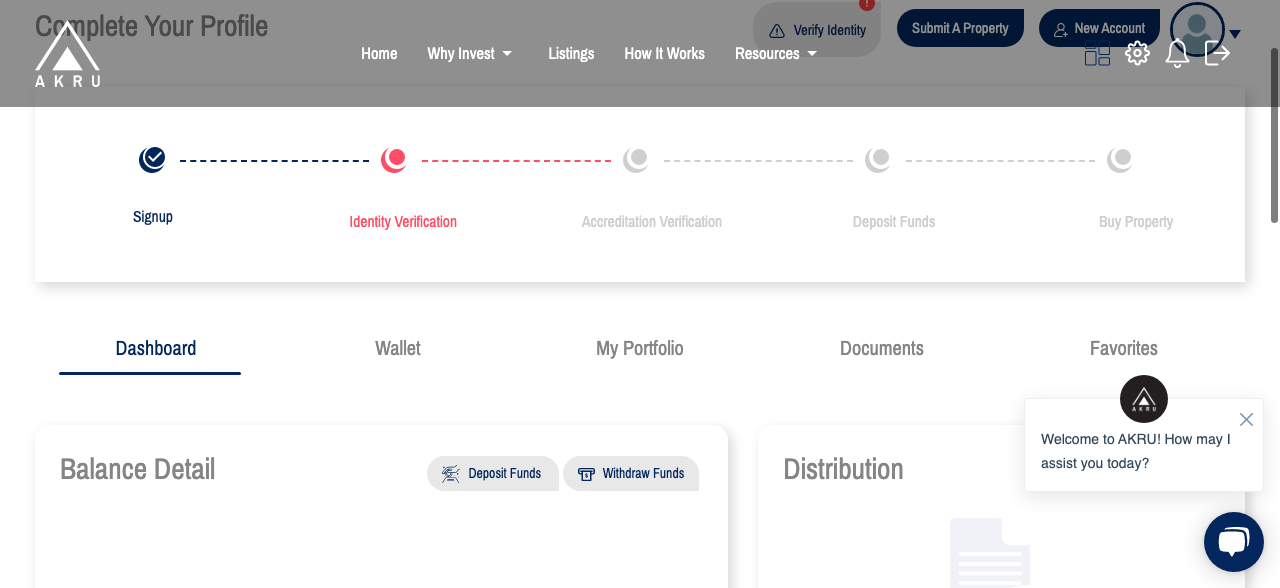 Complete Your Profile
!
Verify Identity
Submit A Property
New Account
AKRU
Home
Why Invest
Listings
How It Works
Resources
Signup
Identity Verification
Accreditation Verification
Deposit Funds
Buy Property
Dashboard
Wallet
My Portfolio
Documents
Favorites
Balance Detail
Deposit Funds
Withdraw Funds
Distribution
AKRU
Welcome to AKRU! How may I
assist you today?